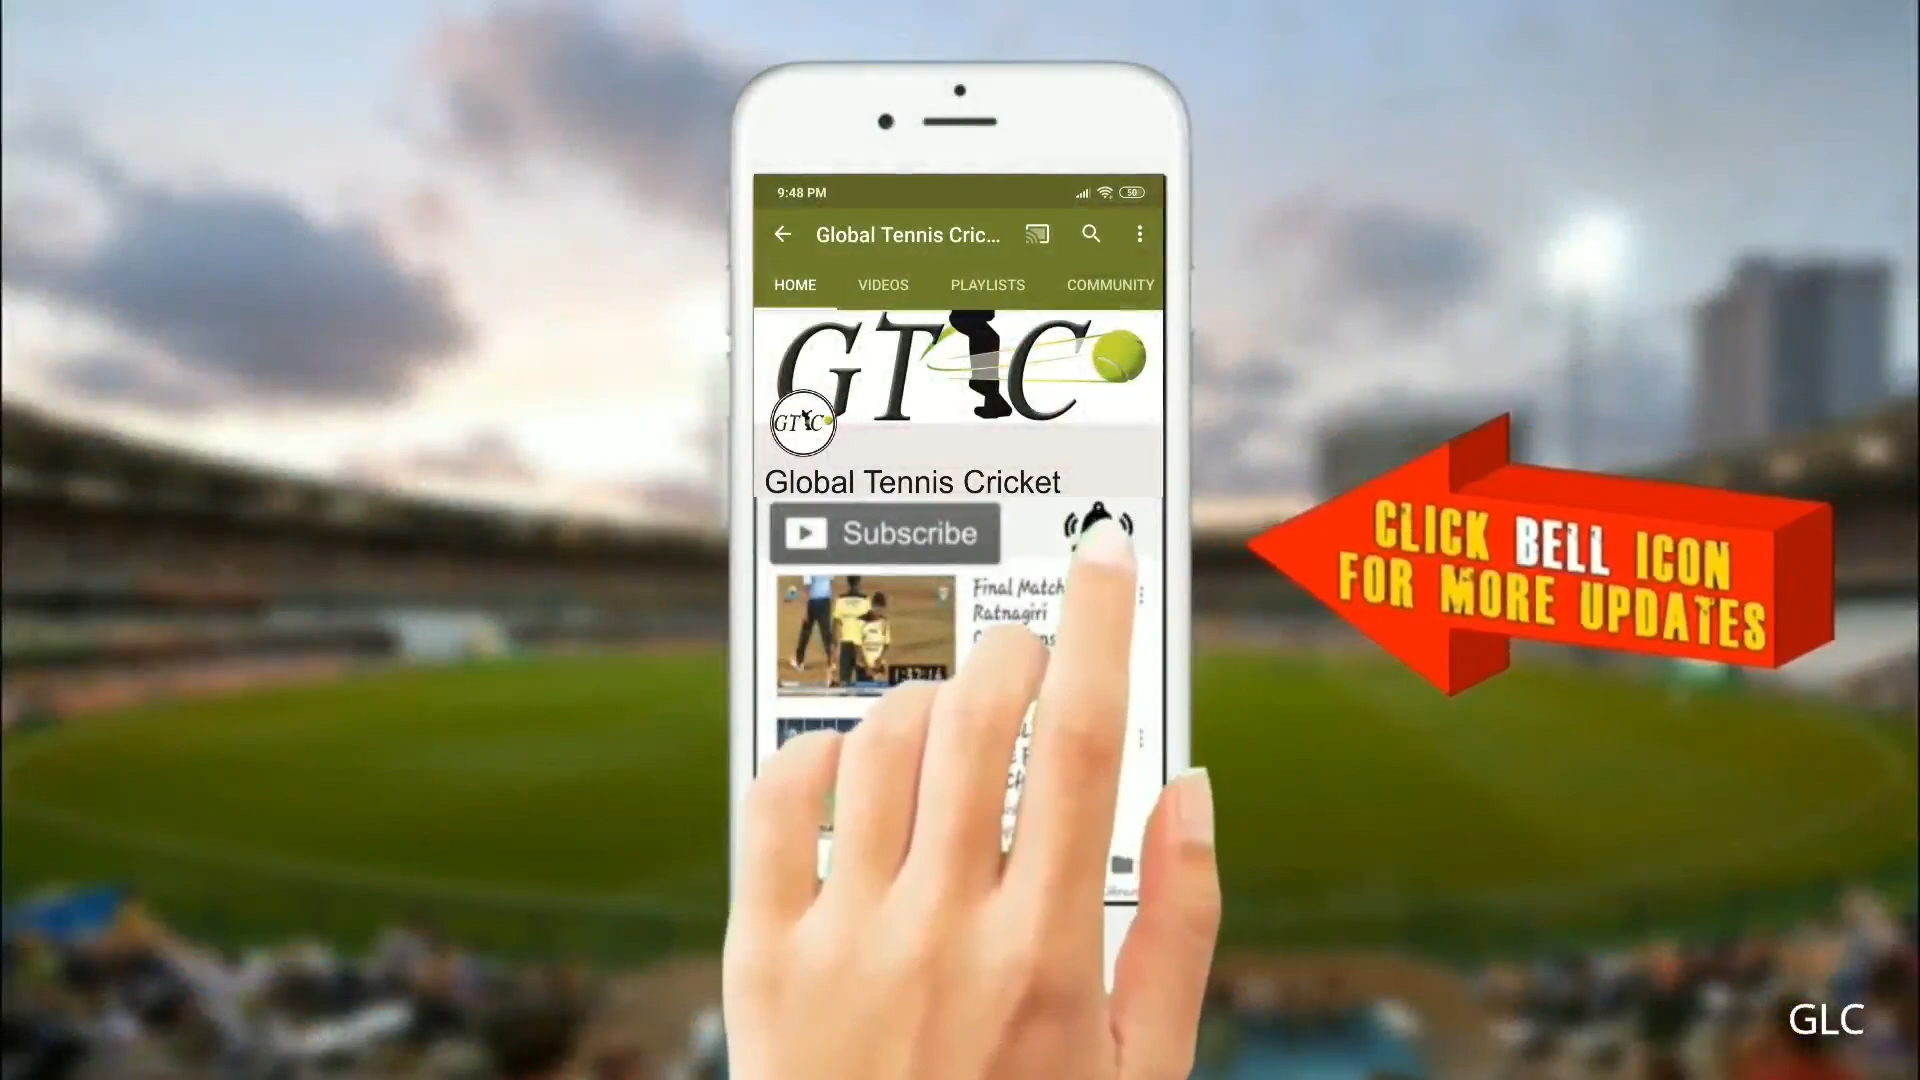 9:48 PM
50
Global Tennis Cric...
HOME VIDEOS PLAYLISTS COMMUNITY
GTC
GTC
Global Tennis Cricket
Subscribe
Final Match
Ratnagiri
CLICK BELL ICON
FOR MORE UPDATES
GLC